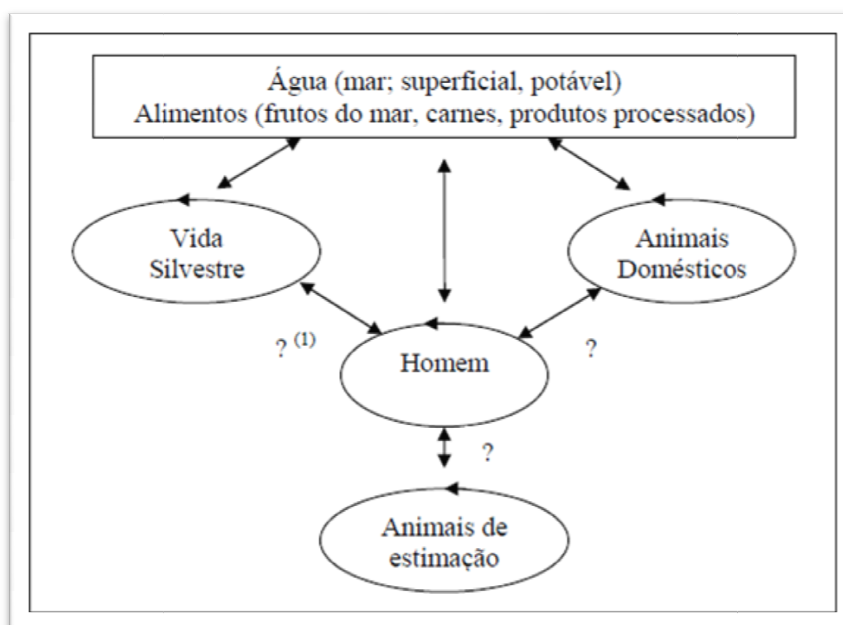 Água (mar; superficial, potável)
Alimentos (frutos do mar, carnes, produtos processados)
Vida
Silvestre
Animais
Domésticos
? (1)
Homem
?
?
Animais de
estimação